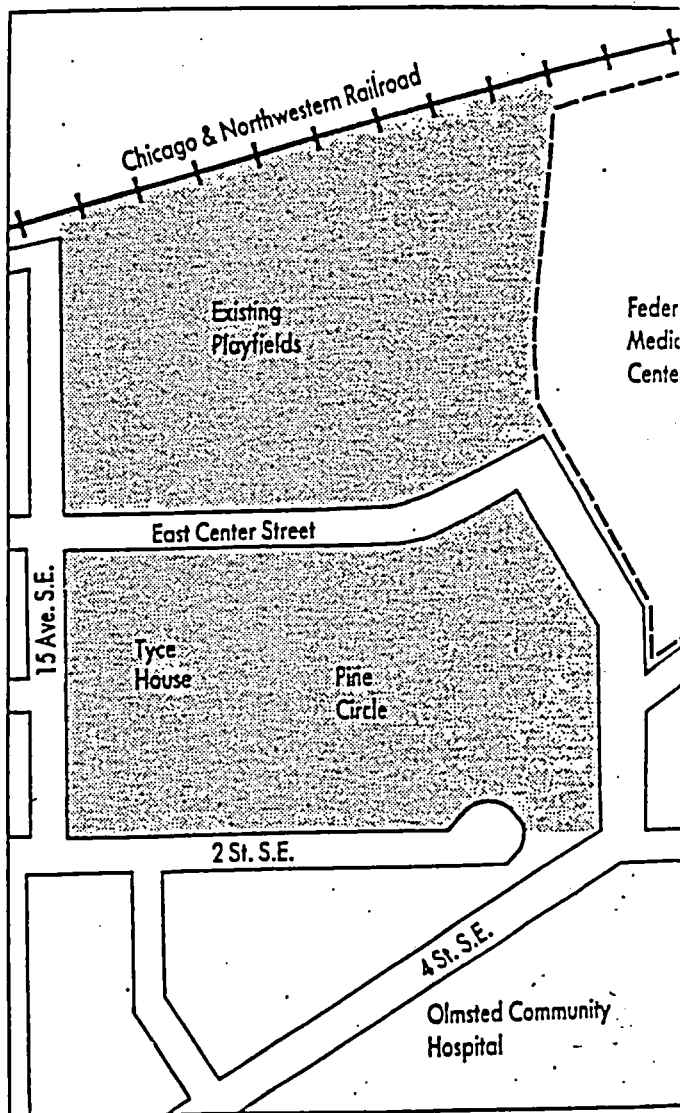 Chicago & Northwestern Railroad
Existing
Playfields
Feder
Medic
Cente
East Center Street
15 Ave. S.E.
Tyce
House
Pine
Circle
2 St. S.E.
4 St. S.E.
Olmsted Community
Hospital